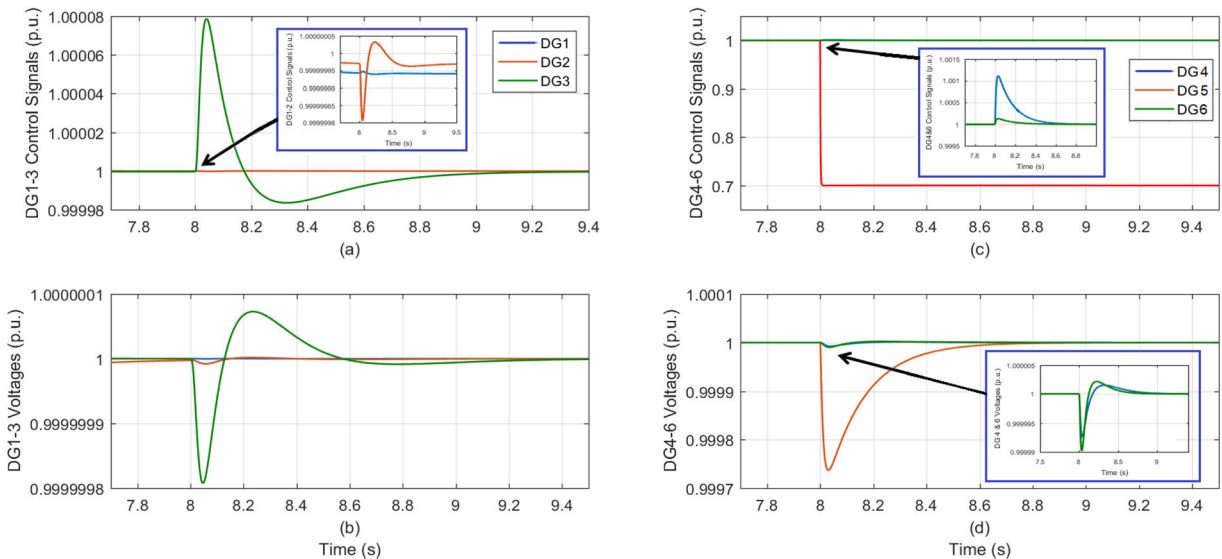 DG1-3 Control Signals (p.u.)
1.00008
1.00006
1.00004
1.00002
1
0.99998
7.8 8 8.2 8.4 8.6 8.8 9 9.2 9.4
(a)
DG1
DG2
DG3
DG1-2 Control Signals (p.u.)
1.00000005
1
0.99999995
0.9999999
0.99999985
0.9999998
8 8.5 9 9.5
Time (s)
DG4-6 Control Signals (p.u.)
1
0.9
0.8
0.7
7.8 8 8.2 8.4 8.6 8.8 9 9.2 9.4
(c)
DG4
DG5
DG6
DG4&6 Control Signals (p.u.)
1.0015
1.001
1.0005
1
0.9995
7.8 8 8.2 8.4 8.6 8.8
Time (s)
DG1-3 Voltages (p.u.)
1.0000001
1
0.9999999
0.9999998
7.8 8 8.2 8.4 8.6 8.8 9 9.2 9.4
(b)
Time (s)
DG4-6 Voltages (p.u.)
1.0001
1
0.9999
0.9998
0.9997
7.8 8 8.2 8.4 8.6 8.8 9 9.2 9.4
(d)
Time (s)
DG 4 & 6 Voltages (p.u.)
1.000005
1
0.999995
0.99999
7.5 8 8.5 9
Time (s)